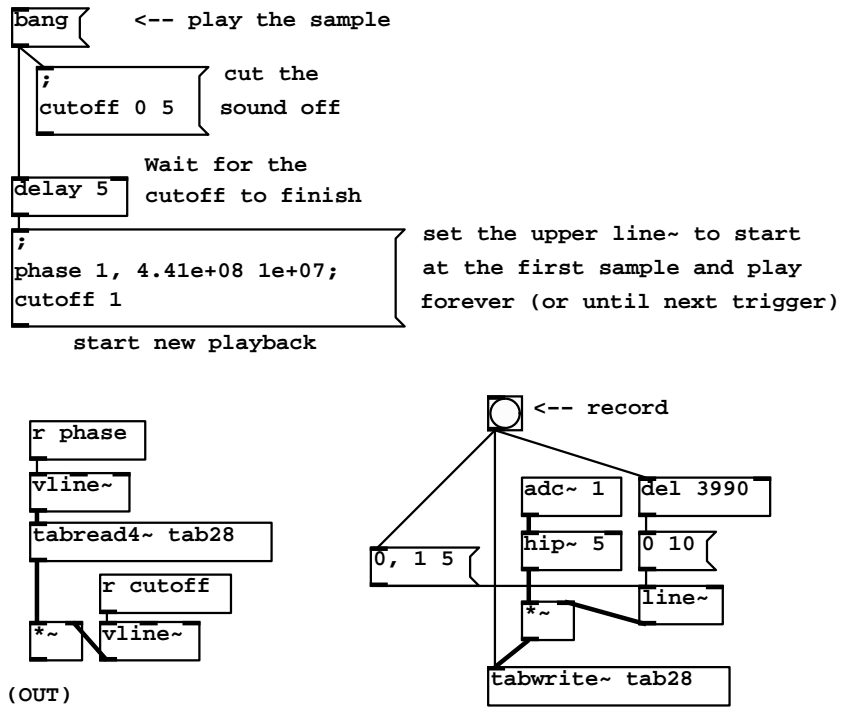 bang <-- play the sample
;
cutoff 0 5
cut the
sound off
delay 5
Wait for the
cutoff to finish
;
phase 1, 4.41e+08 1e+07;
cutoff 1
set the upper line~ to start
at the first sample and play
forever (or until next trigger)
start new playback
r phase
vline~
tabread4~ tab28
r cutoff
*~
vline~
(OUT)
<-- record
adc~ 1
del 3990
0, 1 5
hip~ 5
0 10
*~
line~
tabwrite~ tab28